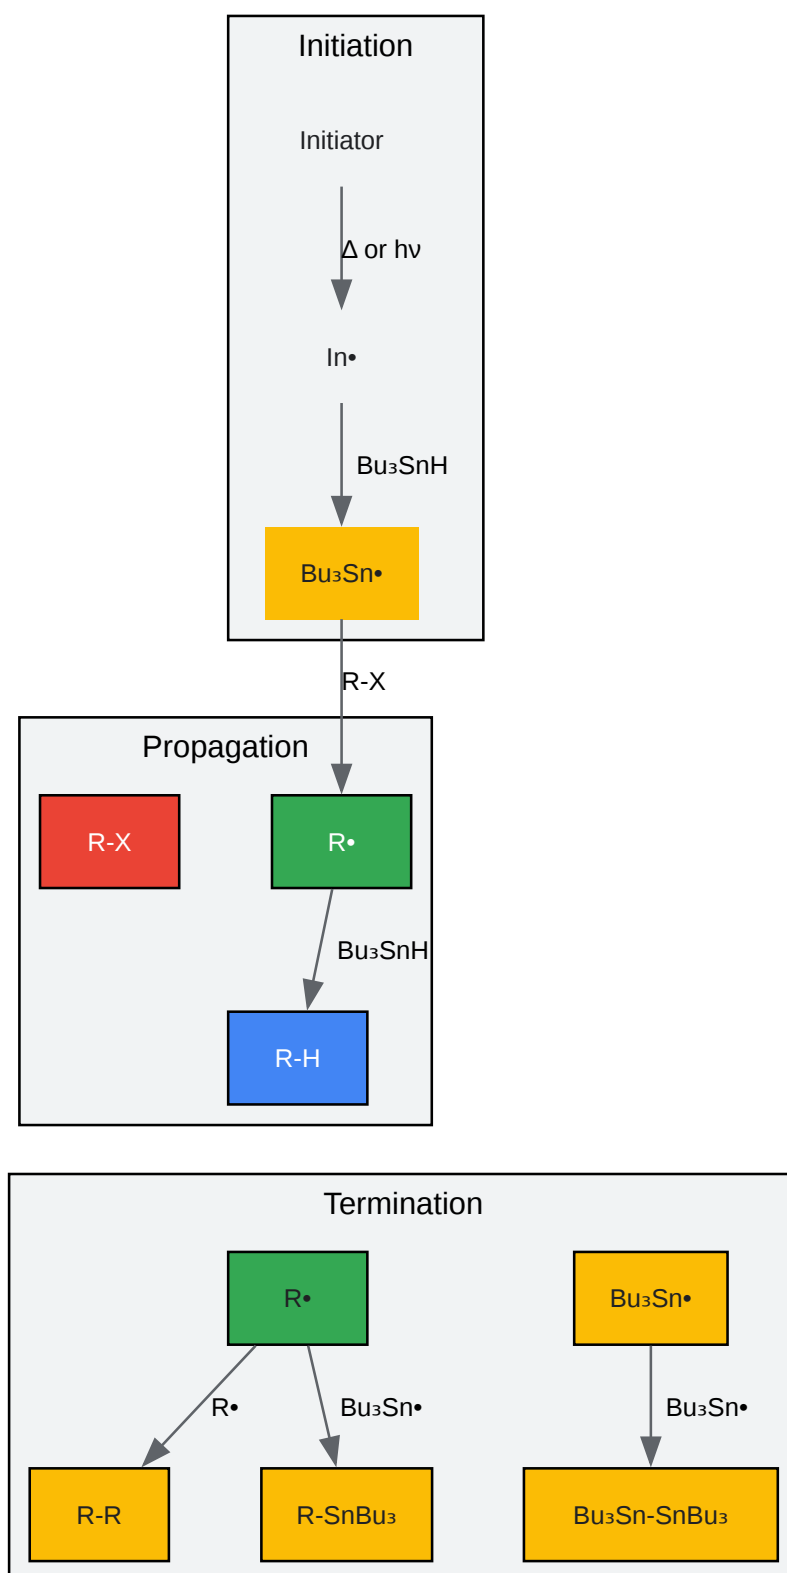 Initiation
Initiator
Δ or hν
In•
Bu₃SnH
Bu₃Sn•
R-X
Propagation
R-X
R•
Bu₃SnH
R-H
Termination
R•
Bu₃Sn•
R•
Bu₃Sn•
Bu₃Sn•
R-R
R-SnBu₃
Bu₃Sn-SnBu₃